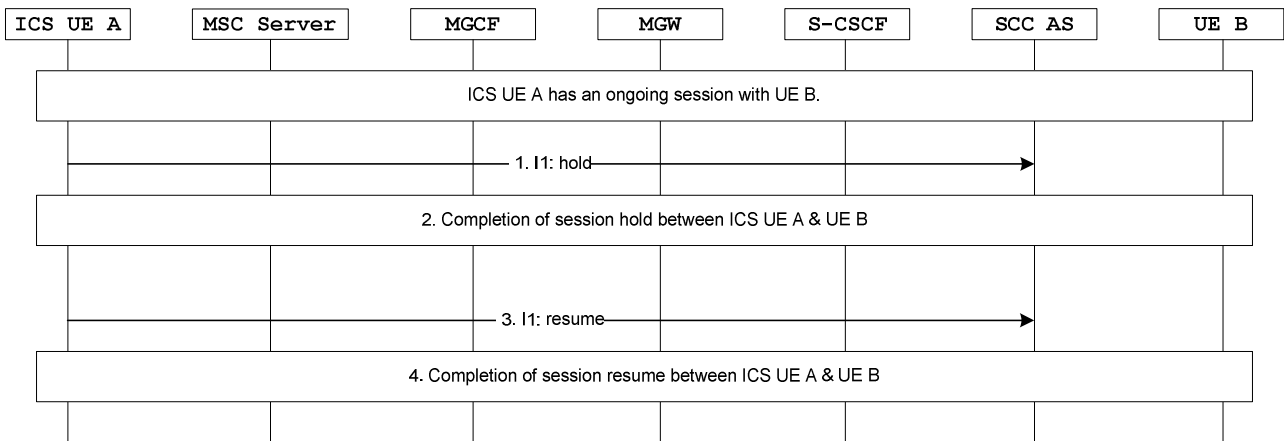 ICS UE A MSC Server MGCF MGW S-CSCF SCC AS UE B
ICS UE A has an ongoing session with UE B.
1. I1: hold
2. Completion of session hold between ICS UE A & UE B
3. I1: resume
4. Completion of session resume between ICS UE A & UE B